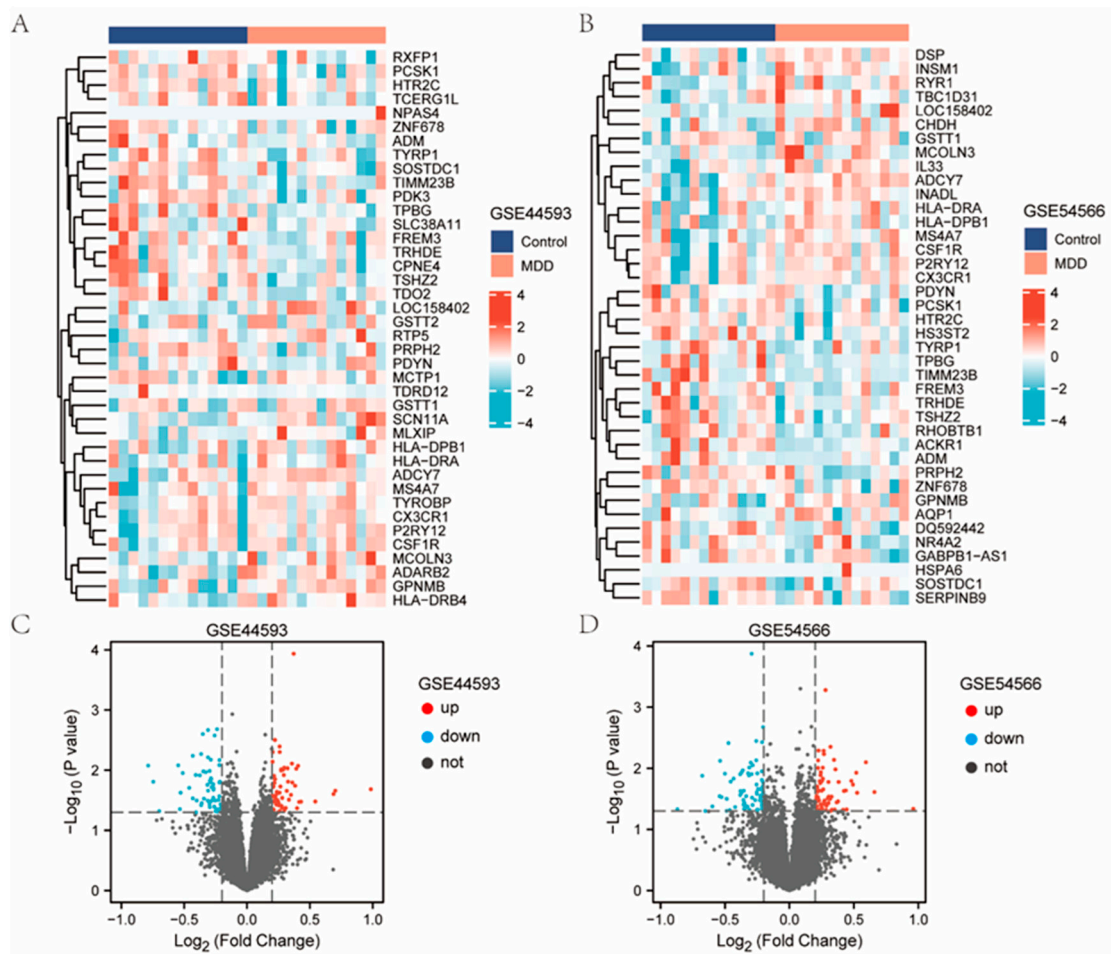 A
RXFP1
PCSK1
HTR2C
TCERG1L
NPAS4
ZNF678
ADM
TYRP1
SOSTDC1
TIMM23B
PDK3
TPBG
SLC38A11
FREM3
TRHDE
CPNE4
TSHZ2
TDO2
LOC158402
GSTT2
RTP5
PRPH2
PDYN
MCTP1
TDRD12
GSTT1
SCN11A
MLXIP
HLA-DPB1
HLA-DRA
ADCY7
MS4A7
TYROBP
CX3CR1
P2RY12
CSF1R
MCOLN3
ADARB2
GPNMB
HLA-DRB4
GSE44593
Control
MDD
4
2
0
−2
−4
B
DSP
INSM1
RYR1
TBC1D31
LOC158402
CHDH
GSTT1
MCOLN3
IL33
ADCY7
INADL
HLA-DRA
HLA-DPB1
MS4A7
CSF1R
P2RY12
CX3CR1
PDYN
PCSK1
HTR2C
HS3ST2
TYRP1
TPBG
TIMM23B
FREM3
TRHDE
TSHZ2
RHOBTB1
ACKR1
ADM
PRPH2
ZNF678
GPNMB
AQP1
DQ592442
NR4A2
GABPB1−AS1
HSPA6
SOSTDC1
SERPINB9
GSE54566
Control
MDD
4
2
0
−2
−4
C
GSE44593
−Log10 (P value)
4
3
2
1
0
−1.0 −0.5 0.0 0.5 1.0
Log2 (Fold Change)
GSE44593
up
down
not
D
GSE54566
−Log10 (P value)
4
3
2
1
0
−1.0 −0.5 0.0 0.5 1.0
Log2 (Fold Change)
GSE54566
up
down
not